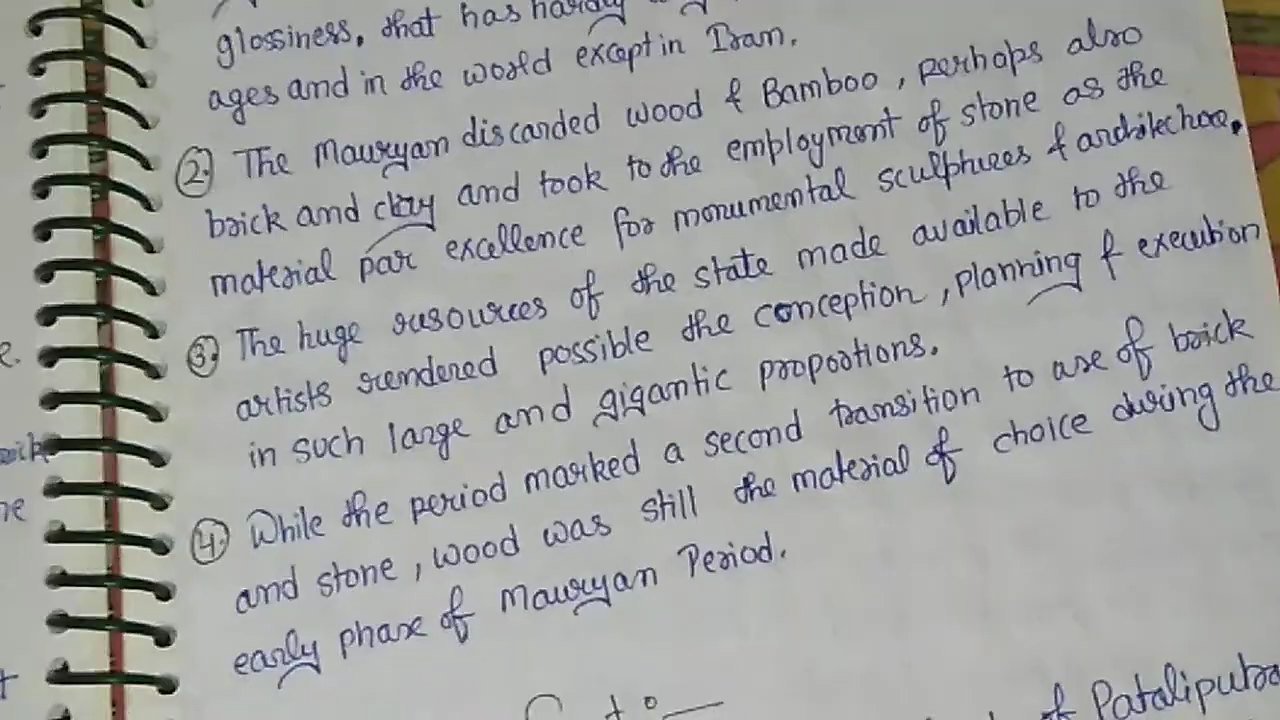 glossiness, that has hardly
ages and in the world except in Iran.
② The Mauryan discarded wood & Bamboo, perhaps also
brick and clay and took to the employment of stone as the
material par excellence for monumental sculptures & architecture.
③ The huge resources of the state made available to the
artists rendered possible the conception, planning & execution
in such large and gigantic proportions.
④ While the period marked a second transition to use of brick
and stone, wood was still the material of choice during the
early phase of Mauryan Period.
of Pataliputra